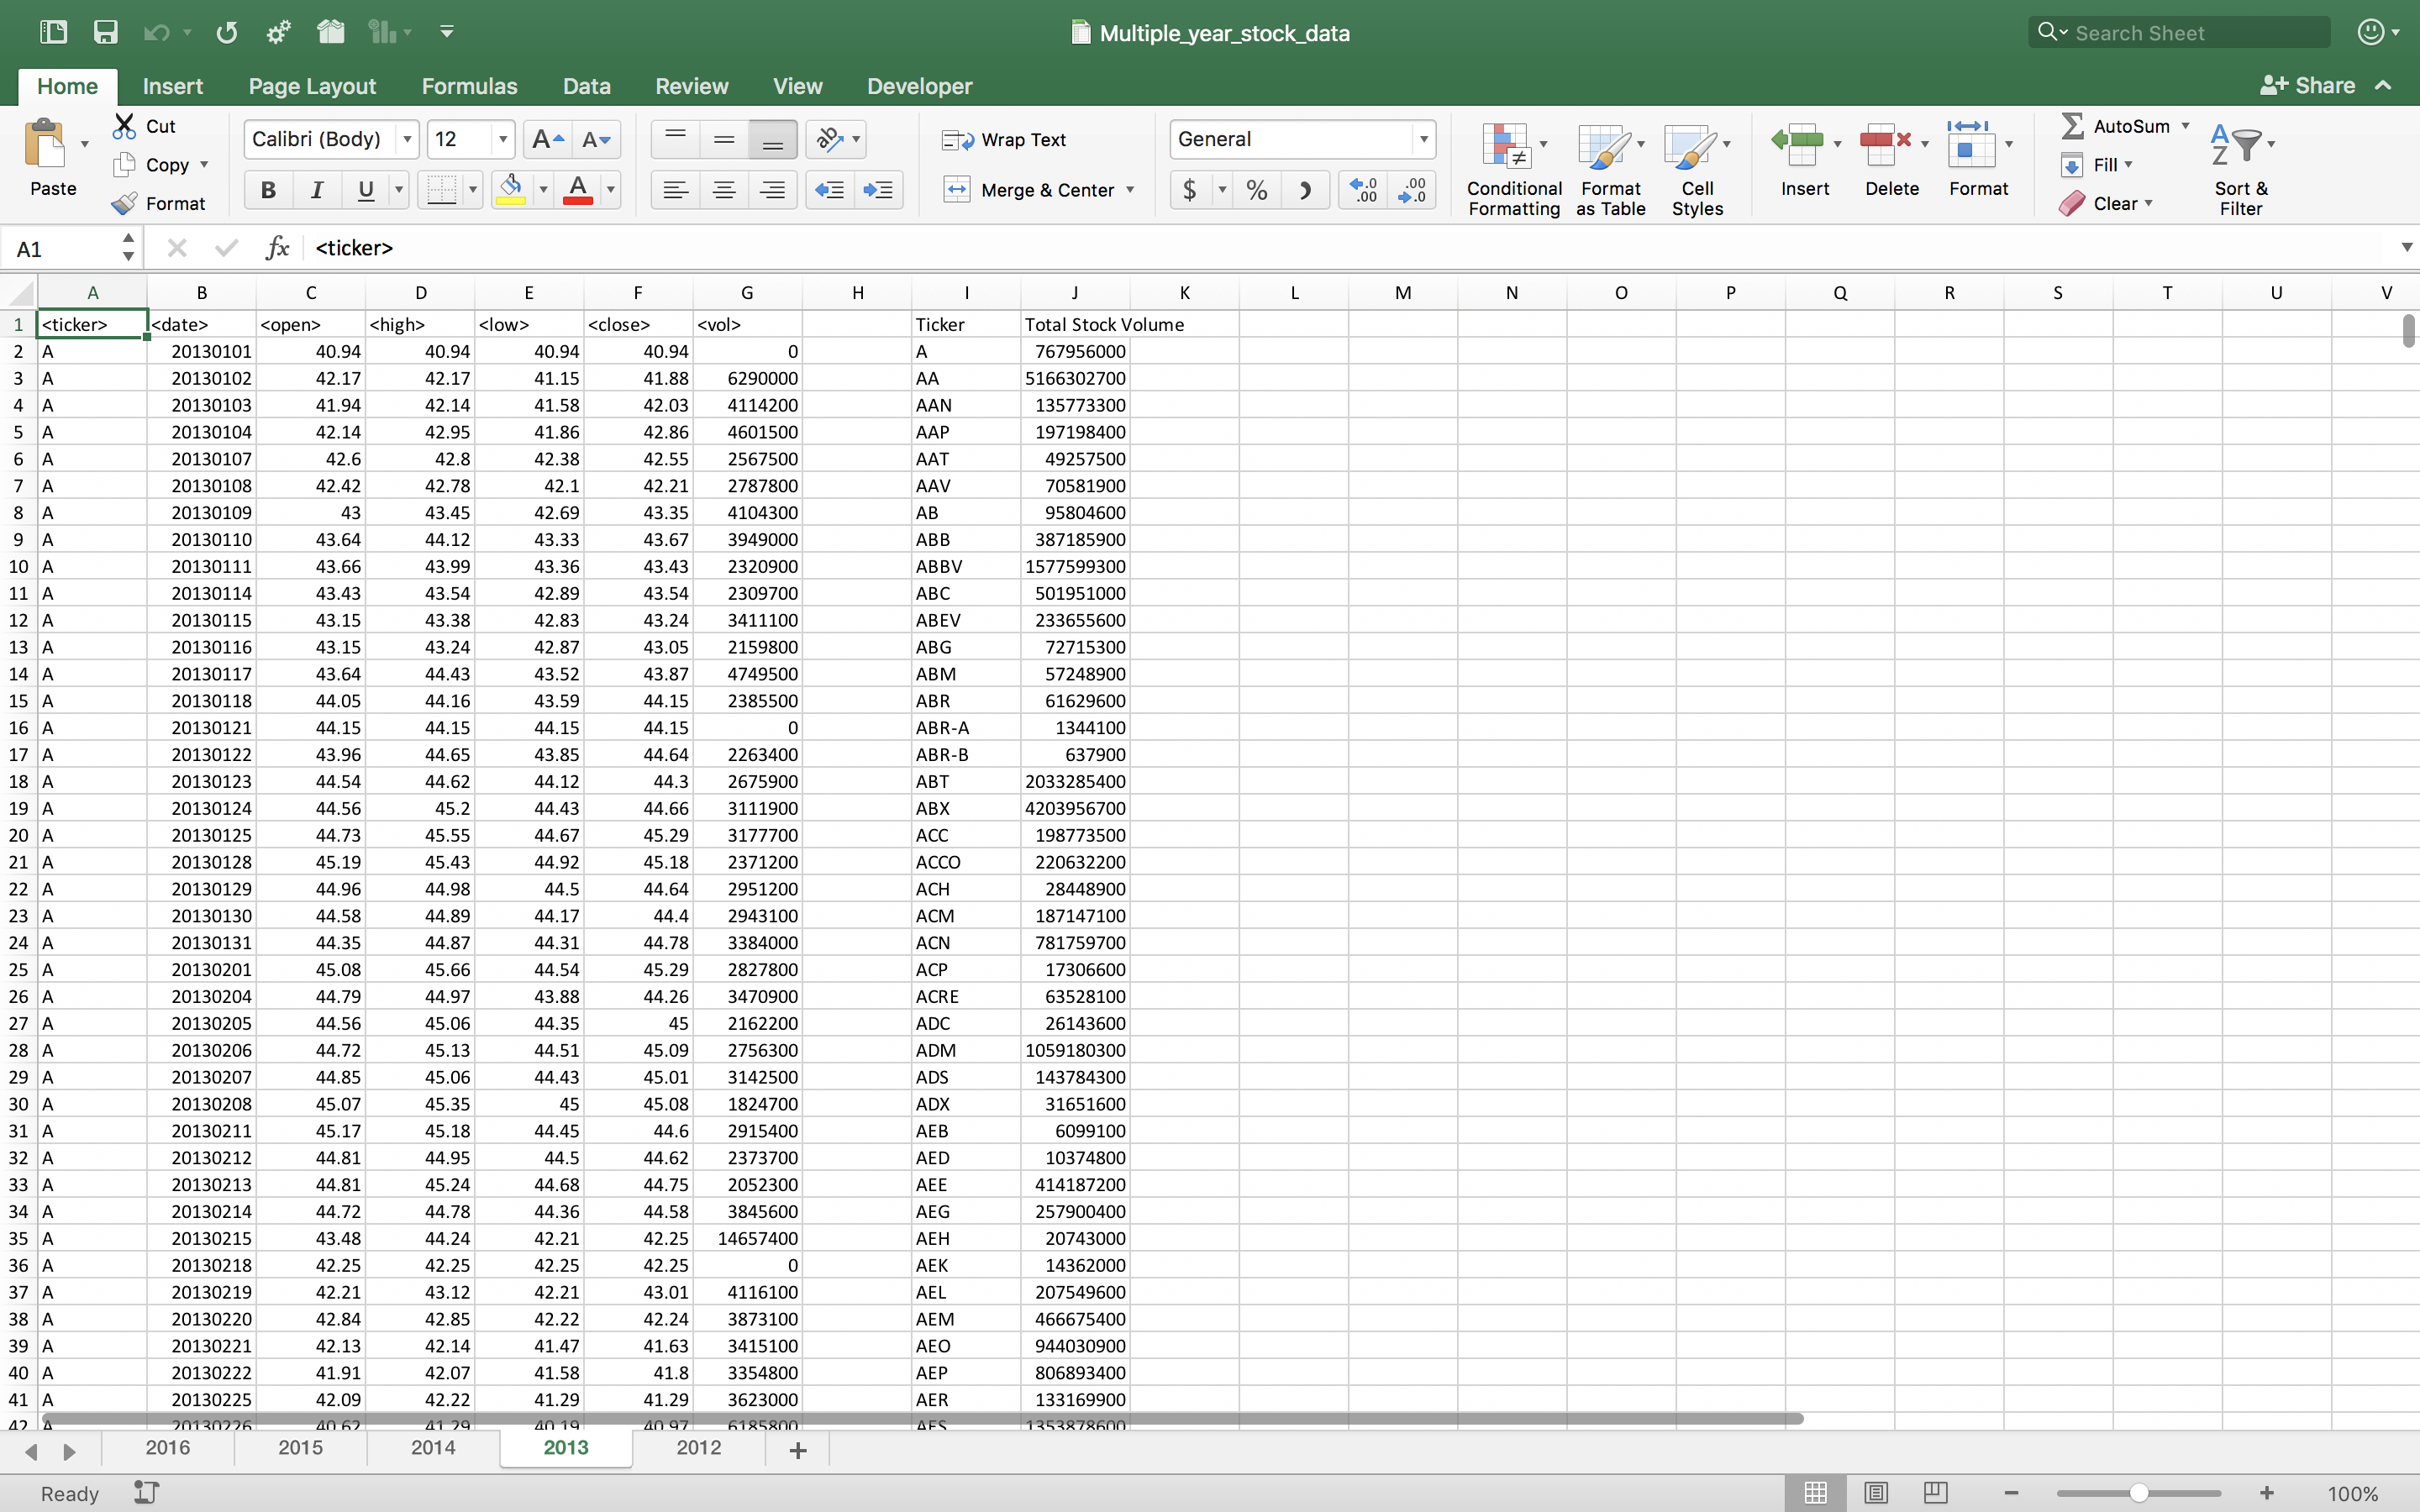 Multiple_year_stock_data
Search Sheet
Home Insert Page Layout Formulas Data Review View Developer Share
Cut
Copy
Format
Paste
Calibri (Body) 12 A A
B I U A
ab
Wrap Text
Merge & Center
General
$ % ) .0 .00 .00 .0
Conditional Formatting
Format as Table
Cell Styles
Insert Delete Format
AutoSum
Fill
Clear
A Z
Sort & Filter
A1 fx <ticker>
A B C D E F G H I J K L M N O P Q R S T U V
1 <ticker> <date> <open> <high> <low> <close> <vol> Ticker Total Stock Volume
2 A 20130101 40.94 40.94 40.94 40.94 0 A 767956000
3 A 20130102 42.17 42.17 41.15 41.88 6290000 AA 5166302700
4 A 20130103 41.94 42.14 41.58 42.03 4114200 AAN 135773300
5 A 20130104 42.14 42.95 41.86 42.86 4601500 AAP 197198400
6 A 20130107 42.6 42.8 42.38 42.55 2567500 AAT 49257500
7 A 20130108 42.42 42.78 42.1 42.21 2787800 AAV 70581900
8 A 20130109 43 43.45 42.69 43.35 4104300 AB 95804600
9 A 20130110 43.64 44.12 43.33 43.67 3949000 ABB 387185900
10 A 20130111 43.66 43.99 43.36 43.43 2320900 ABBV 1577599300
11 A 20130114 43.43 43.54 42.89 43.54 2309700 ABC 501951000
12 A 20130115 43.15 43.38 42.83 43.24 3411100 ABEV 233655600
13 A 20130116 43.15 43.24 42.87 43.05 2159800 ABG 72715300
14 A 20130117 43.64 44.43 43.52 43.87 4749500 ABM 57248900
15 A 20130118 44.05 44.16 43.59 44.15 2385500 ABR 61629600
16 A 20130121 44.15 44.15 44.15 44.15 0 ABR-A 1344100
17 A 20130122 43.96 44.65 43.85 44.64 2263400 ABR-B 637900
18 A 20130123 44.54 44.62 44.12 44.3 2675900 ABT 2033285400
19 A 20130124 44.56 45.2 44.43 44.66 3111900 ABX 4203956700
20 A 20130125 44.73 45.55 44.67 45.29 3177700 ACC 198773500
21 A 20130128 45.19 45.43 44.92 45.18 2371200 ACCO 220632200
22 A 20130129 44.96 44.98 44.5 44.64 2951200 ACH 28448900
23 A 20130130 44.58 44.89 44.17 44.4 2943100 ACM 187147100
24 A 20130131 44.35 44.87 44.31 44.78 3384000 ACN 781759700
25 A 20130201 45.08 45.66 44.54 45.29 2827800 ACP 17306600
26 A 20130204 44.79 44.97 43.88 44.26 3470900 ACRE 63528100
27 A 20130205 44.56 45.06 44.35 45 2162200 ADC 26143600
28 A 20130206 44.72 45.13 44.51 45.09 2756300 ADM 1059180300
29 A 20130207 44.85 45.06 44.43 45.01 3142500 ADS 143784300
30 A 20130208 45.07 45.35 45 45.08 1824700 ADX 31651600
31 A 20130211 45.17 45.18 44.45 44.6 2915400 AEB 6099100
32 A 20130212 44.81 44.95 44.5 44.62 2373700 AED 10374800
33 A 20130213 44.81 45.24 44.68 44.75 2052300 AEE 414187200
34 A 20130214 44.72 44.78 44.36 44.58 3845600 AEG 257900400
35 A 20130215 43.48 44.24 42.21 42.25 14657400 AEH 20743000
36 A 20130218 42.25 42.25 42.25 42.25 0 AEK 14362000
37 A 20130219 42.21 43.12 42.21 43.01 4116100 AEL 207549600
38 A 20130220 42.84 42.85 42.22 42.24 3873100 AEM 466675400
39 A 20130221 42.13 42.14 41.47 41.63 3415100 AEO 944030900
40 A 20130222 41.91 42.07 41.58 41.8 3354800 AEP 806893400
41 A 20130225 42.09 42.22 41.29 41.29 3623000 AER 133169900
42 A 20130226 40.62 41.29 40.19 40.97 6185800 AES 1353878600
2016 2015 2014 2013 2012 +
Ready 100%